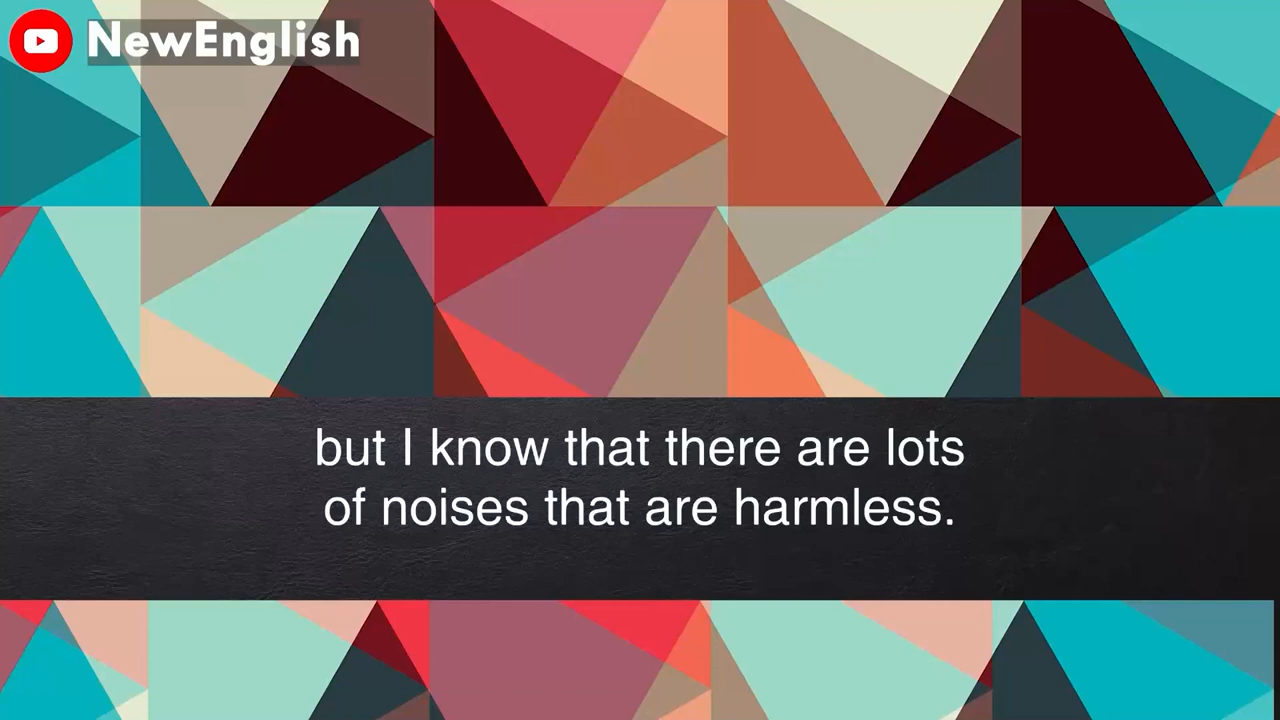 NewEnglish
but I know that there are lots
of noises that are harmless.